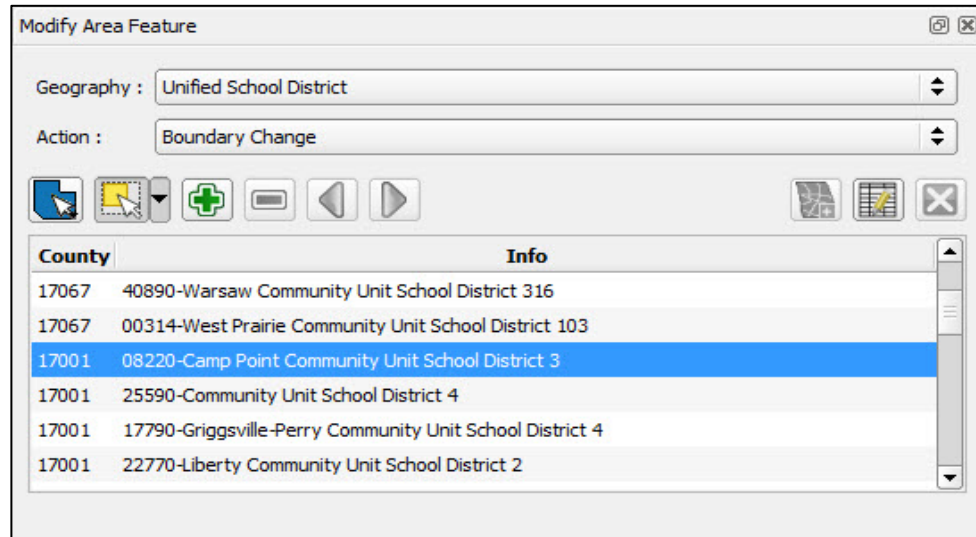 Modify Area Feature
Geography : Unified School District
Action : Boundary Change
County Info
17067 40890-Warsaw Community Unit School District 316
17067 00314-West Prairie Community Unit School District 103
17001 08220-Camp Point Community Unit School District 3
17001 25590-Community Unit School District 4
17001 17790-Griggsville-Perry Community Unit School District 4
17001 22770-Liberty Community Unit School District 2